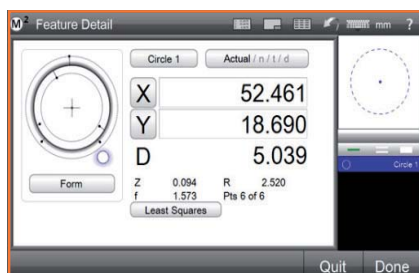 M² Feature Detail mm ?
Circle 1 Actual / n / t / d
X 52.461
Y 18.690
D 5.039
Z 0.094 R 2.520
f 1.573 Pts 6 of 6
Form
Least Squares
Circle 1
Quit Done